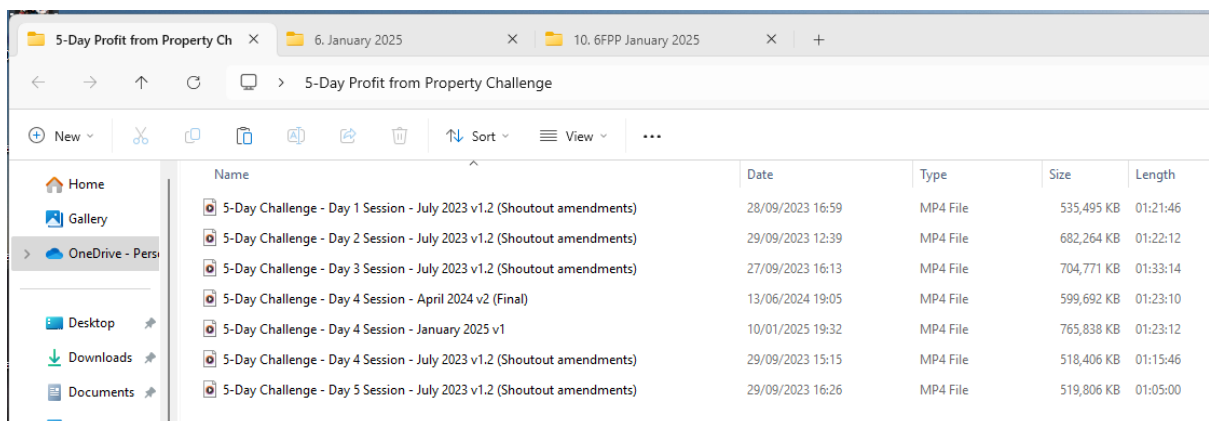 5-Day Profit from Property Ch 6. January 2025 10. 6FPP January 2025
5-Day Profit from Property Challenge
New Sort View
Name Date Type Size Length
Home
Gallery
OneDrive - Pers
Desktop
Downloads
Documents
5-Day Challenge - Day 1 Session - July 2023 v1.2 (Shoutout amendments) 28/09/2023 16:59 MP4 File 535,495 KB 01:21:46
5-Day Challenge - Day 2 Session - July 2023 v1.2 (Shoutout amendments) 29/09/2023 12:39 MP4 File 682,264 KB 01:22:12
5-Day Challenge - Day 3 Session - July 2023 v1.2 (Shoutout amendments) 27/09/2023 16:13 MP4 File 704,771 KB 01:33:14
5-Day Challenge - Day 4 Session - April 2024 v2 (Final) 13/06/2024 19:05 MP4 File 599,692 KB 01:23:10
5-Day Challenge - Day 4 Session - January 2025 v1 10/01/2025 19:32 MP4 File 765,838 KB 01:23:12
5-Day Challenge - Day 4 Session - July 2023 v1.2 (Shoutout amendments) 29/09/2023 15:15 MP4 File 518,406 KB 01:15:46
5-Day Challenge - Day 5 Session - July 2023 v1.2 (Shoutout amendments) 29/09/2023 16:26 MP4 File 519,806 KB 01:05:00